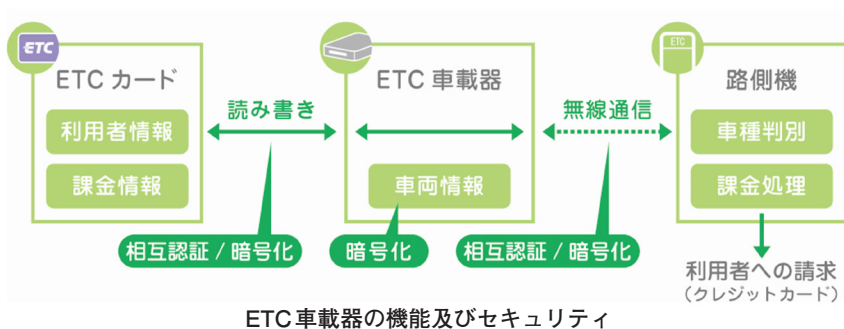 ETC
ETC カード
利用者情報
課金情報
読み書き
相互認証 / 暗号化
ETC 車載器
車両情報
暗号化
無線通信
相互認証 / 暗号化
ETC
路側機
車種判別
課金処理
利用者への請求
（クレジットカード）
ETC車載器の機能及びセキュリティ